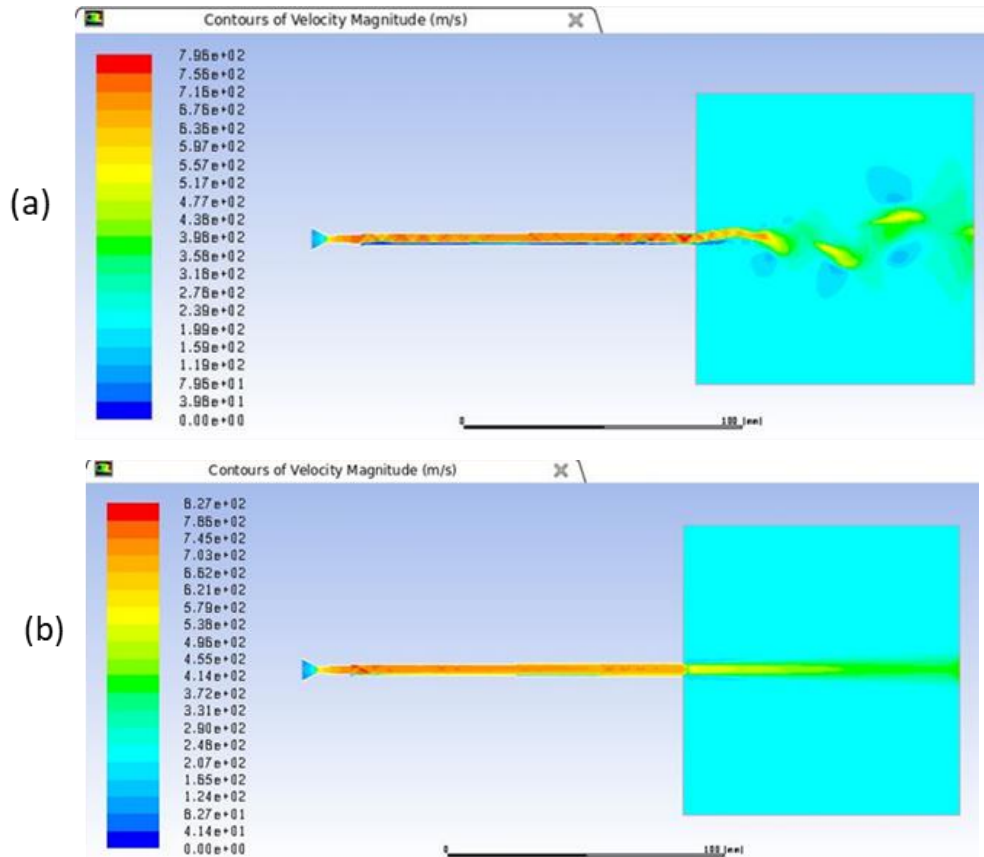 Contours of Velocity Magnitude (m/s)
7.96e+02
7.56e+02
7.16e+02
6.76e+02
6.36e+02
5.97e+02
5.57e+02
5.17e+02
4.77e+02
4.38e+02
3.98e+02
3.58e+02
3.18e+02
2.78e+02
2.39e+02
1.99e+02
1.59e+02
1.19e+02
7.96e+01
3.98e+01
0.00e+00
(a)
0 100 (mm)
Contours of Velocity Magnitude (m/s)
8.27e+02
7.86e+02
7.45e+02
7.03e+02
6.62e+02
6.21e+02
5.79e+02
5.38e+02
4.96e+02
4.55e+02
4.14e+02
3.72e+02
3.31e+02
2.90e+02
2.48e+02
2.07e+02
1.65e+02
1.24e+02
8.27e+01
4.14e+01
0.00e+00
(b)
0 100 (mm)